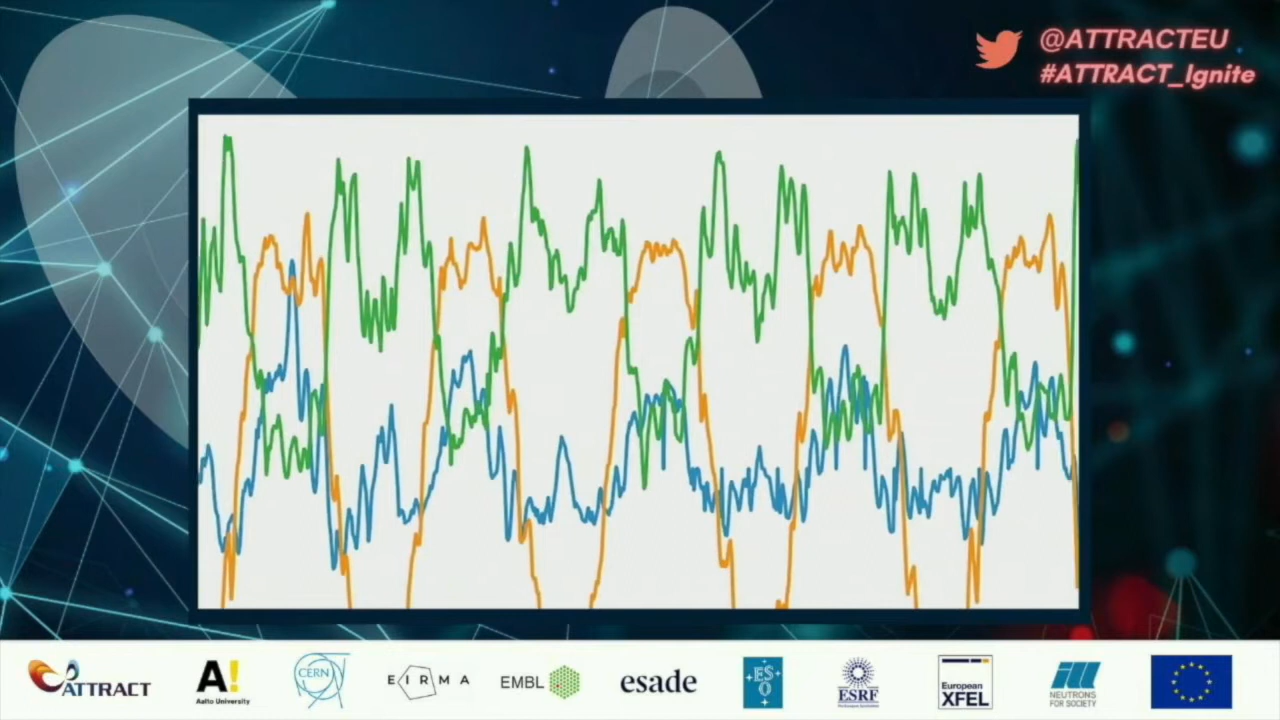 @ATTRACTEU
#ATTRACT_Ignite
ATTRACT
A!
Aalto University
CERN
EIRMA
EMBL
esade
ESO
ESRF
European
XFEL
ill
NEUTRONS
FOR SOCIETY